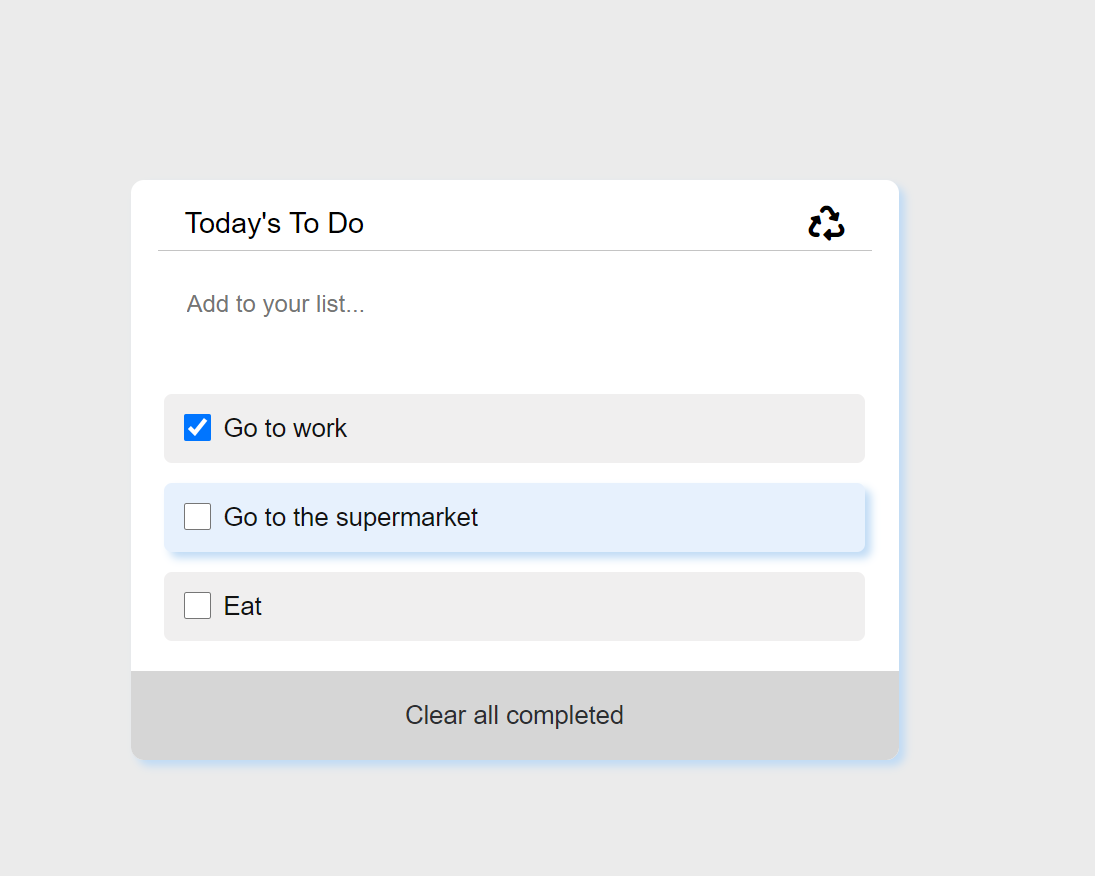 Today's To Do
Add to your list...
Go to work
Go to the supermarket
Eat
Clear all completed